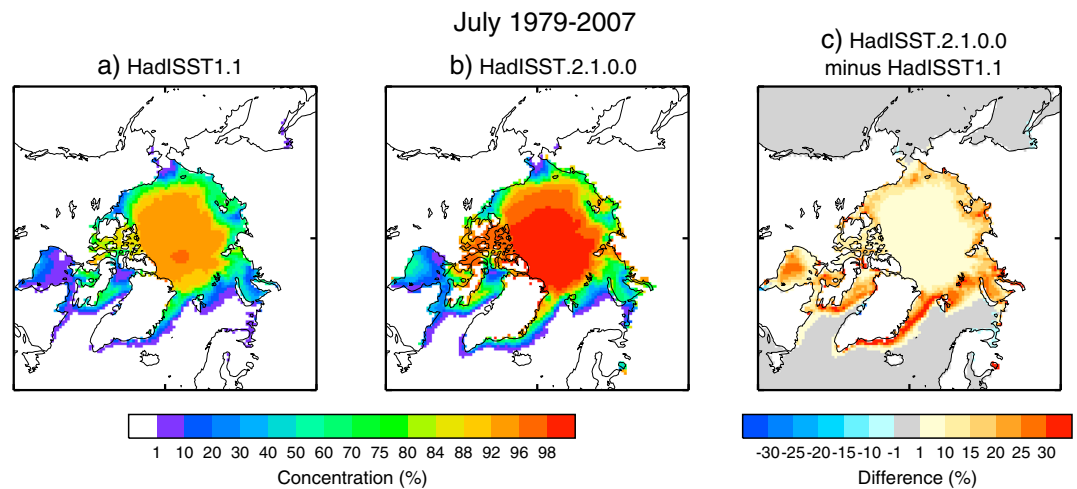 July 1979-2007
a) HadISST1.1
b) HadISST.2.1.0.0
c) HadISST.2.1.0.0
minus HadISST1.1
1 10 20 30 60 70 75 80 84 88 92 96 98
Concentration (%)
-30-25-20-15-10 -1 1 10 15 20 25 30
Difference (%)